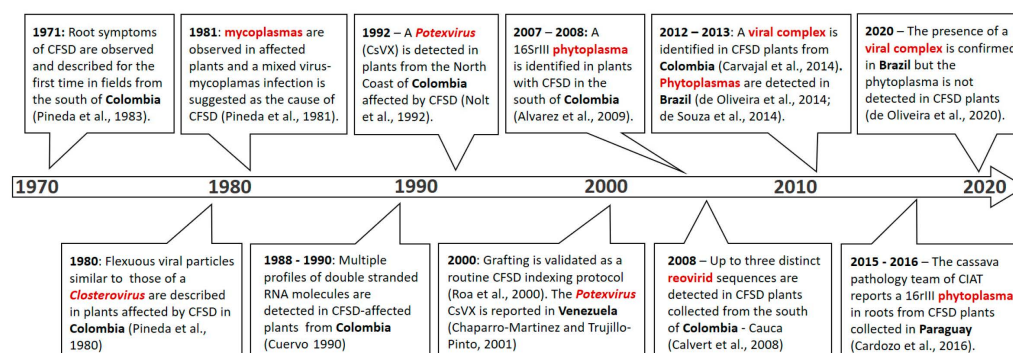 1971: Root symptoms
of CFSD are observed
and described for the
first time in fields from
the south of Colombia
(Pineda et al., 1983).
1981: mycoplasmas are
observed in affected
plants and a mixed virus-
mycoplamas infection is
suggested as the cause of
CFSD (Pineda et al., 1981).
1992 – A Potexvirus
(CsVX) is detected in
plants from the North
Coast of Colombia
affected by CFSD (Nolt
et al., 1992).
2007 – 2008: A
16SrIII phytoplasma
is identified in plants
with CFSD in the
south of Colombia
(Alvarez et al., 2009).
2012 – 2013: A viral complex is
identified in CFSD plants from
Colombia (Carvajal et al., 2014).
Phytoplasmas are detected in
Brazil (de Oliveira et al., 2014;
de Souza et al., 2014).
2020 – The presence of a
viral complex is confirmed
in Brazil but the
phytoplasma is not
detected in CFSD plants
(de Oliveira et al., 2020).
1970 1980 1990 2000 2010 2020
1980: Flexuous viral particles
similar to those of a
Closterovirus are described
in plants affected by CFSD in
Colombia (Pineda et al.,
1980)
1988 - 1990: Multiple
profiles of double stranded
RNA molecules are
detected in CFSD-affected
plants from Colombia
(Cuervo 1990)
2000: Grafting is validated as a
routine CFSD indexing protocol
(Roa et al., 2000). The Potexvirus
CsVX is reported in Venezuela
(Chaparro-Martinez and Trujillo-
Pinto, 2001)
2008 – Up to three distinct
reovirid sequences are
detected in CFSD plants
collected from the south
of Colombia - Cauca
(Calvert et al., 2008)
2015 - 2016: The cassava
pathology team of CIAT
reports a 16rIII phytoplasma
in roots from CFSD plants
collected in Paraguay
(Cardozo et al., 2016).